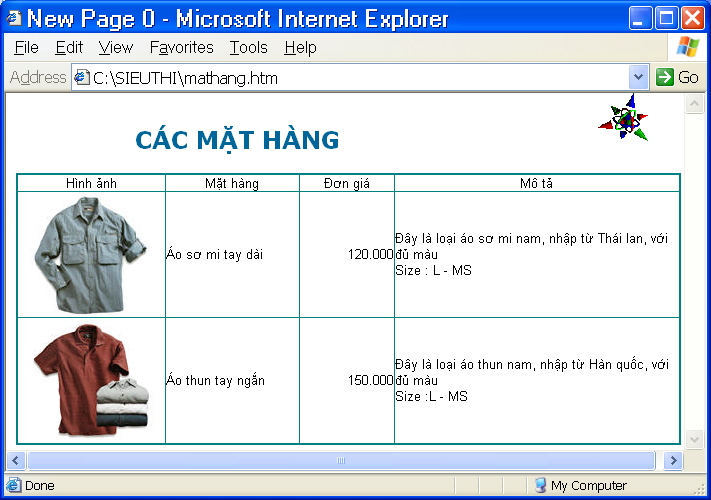 New Page 0 - Microsoft Internet Explorer
File Edit View Favorites Tools Help
Address C:\SIEUTHI\mathang.htm Go
CÁC MẶT HÀNG
Hình ảnh Mặt hàng Đơn giá Mô tả
Áo sơ mi tay dài 120.000 Đây là loại áo sơ mi nam, nhập từ Thái lan, với
đủ màu
Size : L - MS
Áo thun tay ngắn 150.000 Đây là loại áo thun nam, nhập từ Hàn quốc, với
đủ màu
Size :L - MS
Done My Computer